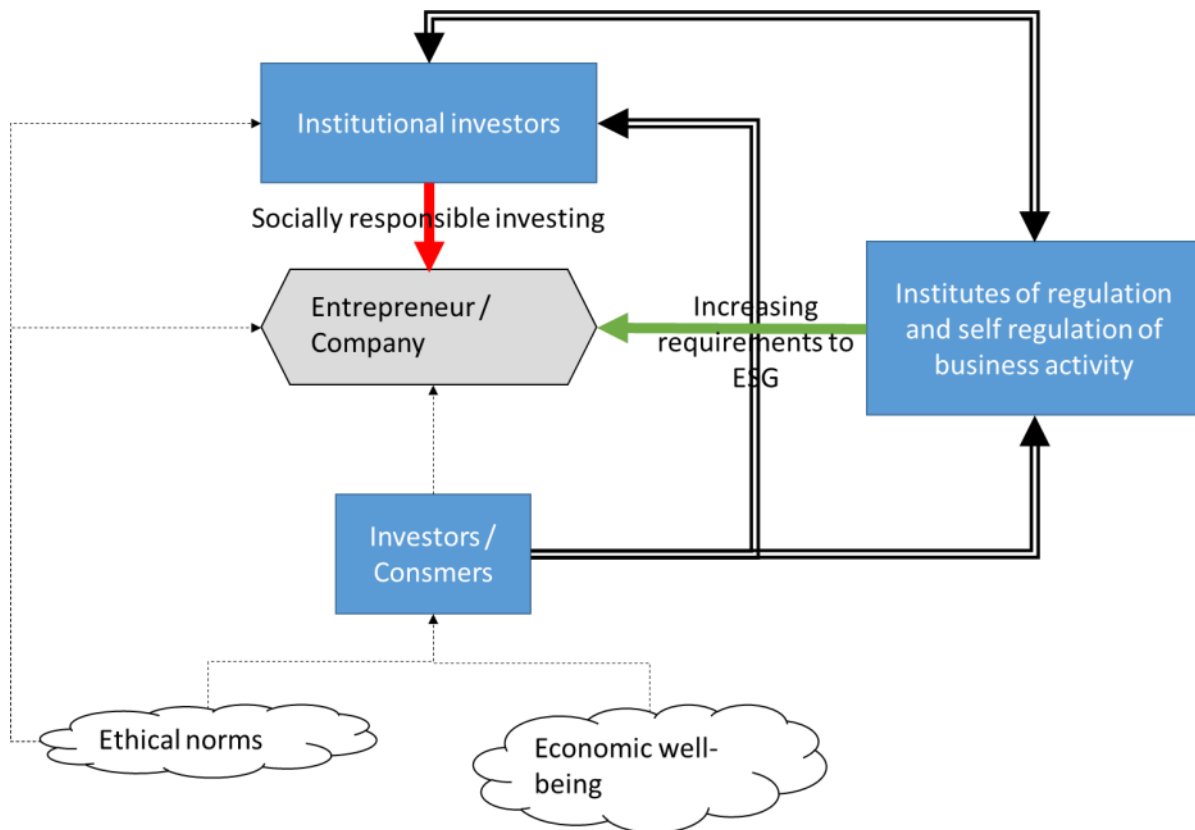 Institutional investors
Socially responsible investing
Entrepreneur /
Company
Increasing
requirements to
ESG
Institutes of regulation
and self regulation of
business activity
Investors /
Consmers
Ethical norms
Economic well-
being